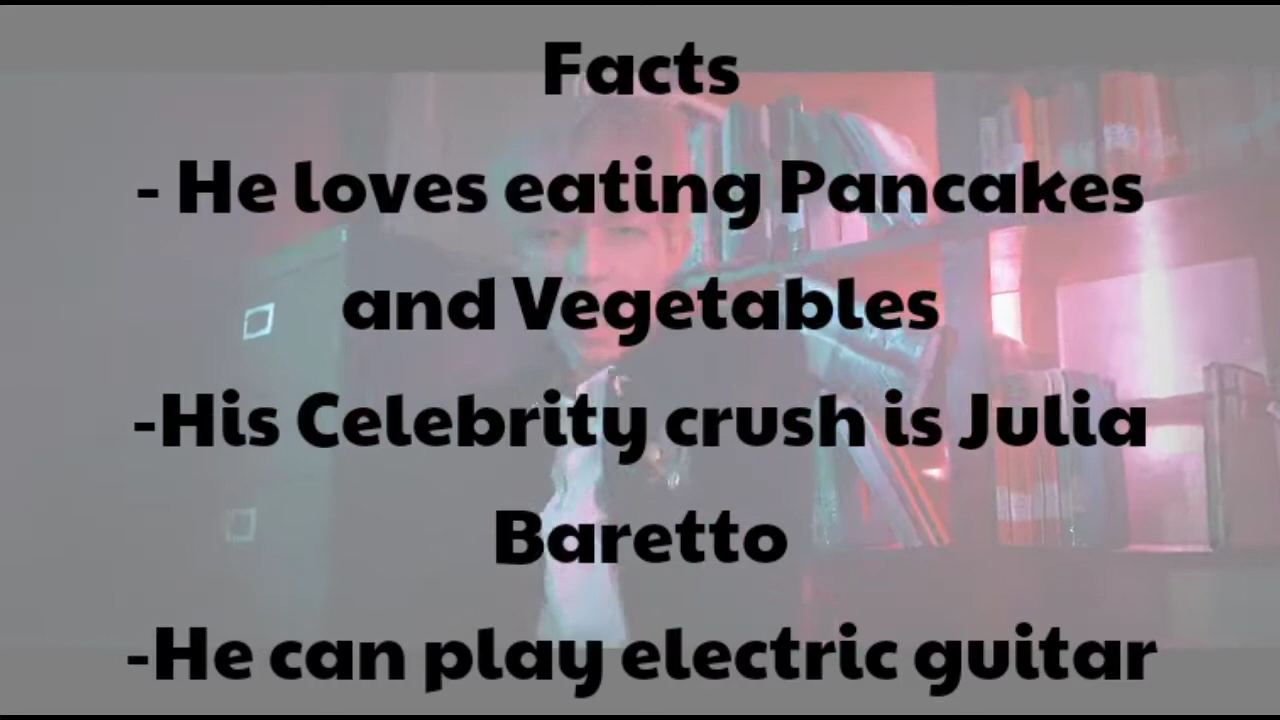 Facts
- He loves eating Pancakes
and Vegetables
-His Celebrity crush is Julia
Baretto
-He can play electric guitar